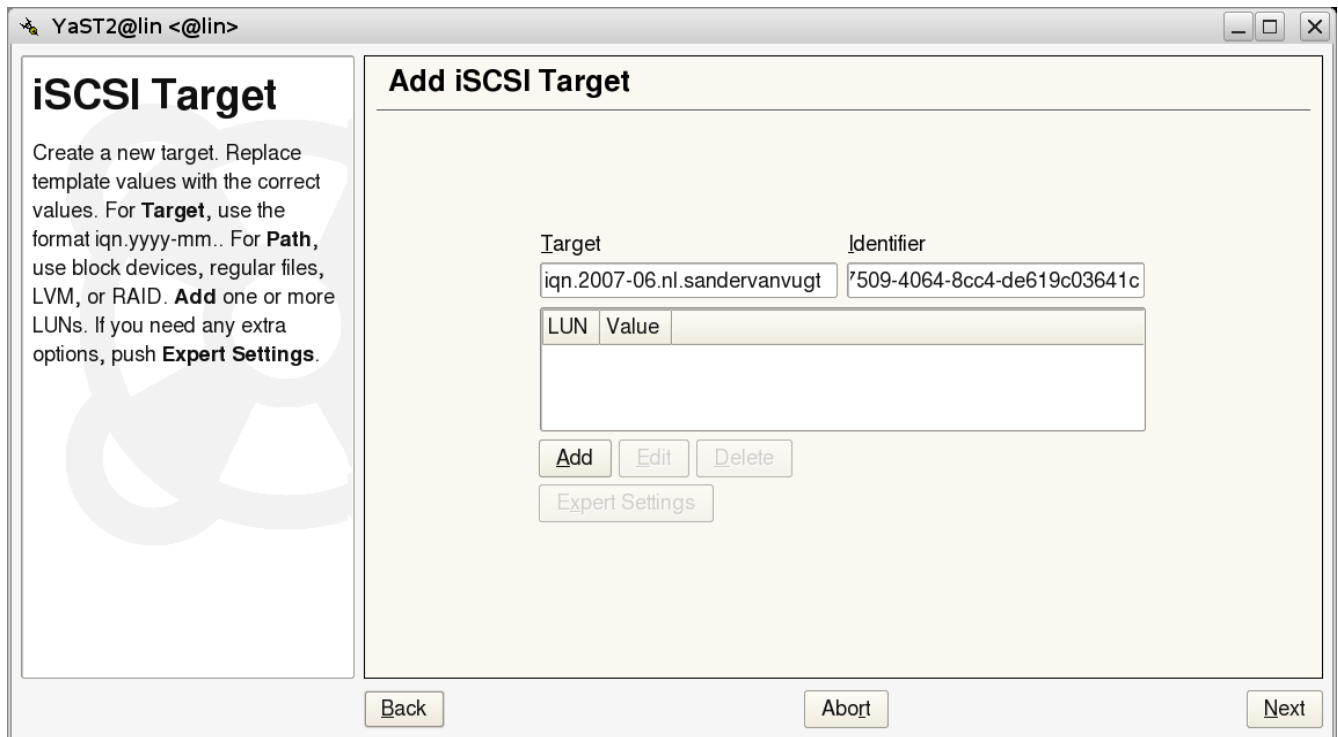 YaST2@lin <@lin>
iSCSI Target
Create a new target. Replace
template values with the correct
values. For Target, use the
format iqn.yyyy-mm.. For Path,
use block devices, regular files,
LVM, or RAID. Add one or more
LUNs. If you need any extra
options, push Expert Settings.
Add iSCSI Target
Target Identifier
iqn.2007-06.nl.sandervanvugt 7509-4064-8cc4-de619c03641c
LUN Value
Add Edit Delete
Expert Settings
Back Abort Next